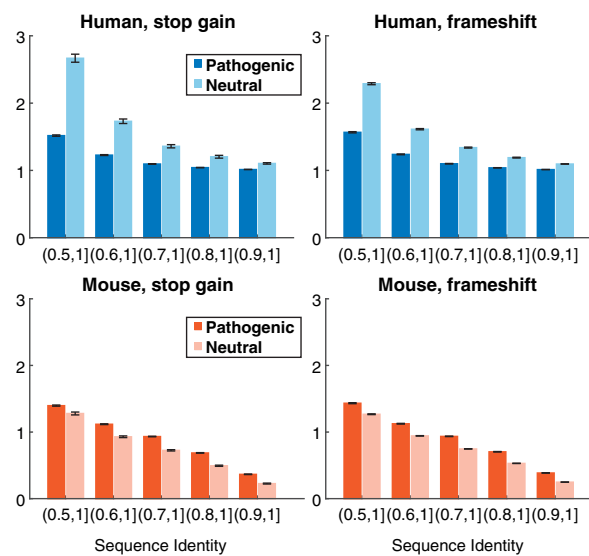 Human, stop gain
Human, frameshift
3
2
1
0
Pathogenic
Neutral
3
2
1
0
(0.5,1] (0.6,1] (0.7,1] (0.8,1] (0.9,1]
(0.5,1] (0.6,1] (0.7,1] (0.8,1] (0.9,1]
Mouse, stop gain
Mouse, frameshift
3
2
1
0
Pathogenic
Neutral
3
2
1
0
(0.5,1] (0.6,1] (0.7,1] (0.8,1] (0.9,1]
(0.5,1] (0.6,1] (0.7,1] (0.8,1] (0.9,1]
Sequence Identity
Sequence Identity